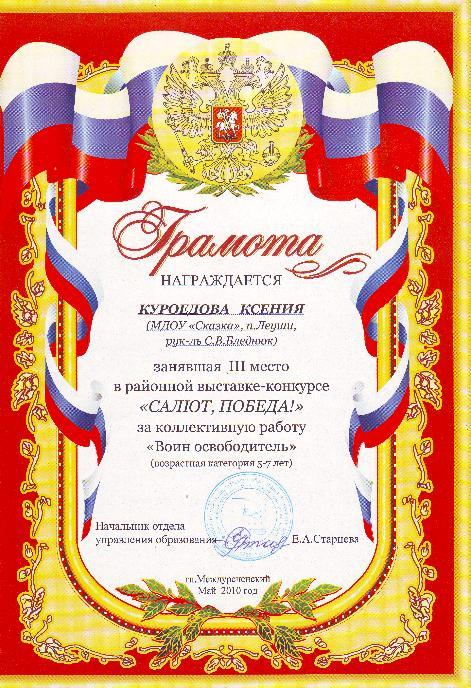 Грамота
НАГРАЖДАЕТСЯ
КУРОЕДОВА КСЕНИЯ
(МДОУ «Сказка», п.Леуши,
рук-ль С.В.Бледнюк)
занявшая III место
в районной выставке-конкурсе
«САЛЮТ, ПОБЕДА!»
за коллективную работу
«Воин освободитель»
(возрастная категория 5-7 лет)
Начальник отдела
управления образования Е.А.Старцева
гп.Междуреченский
Май 2010 год